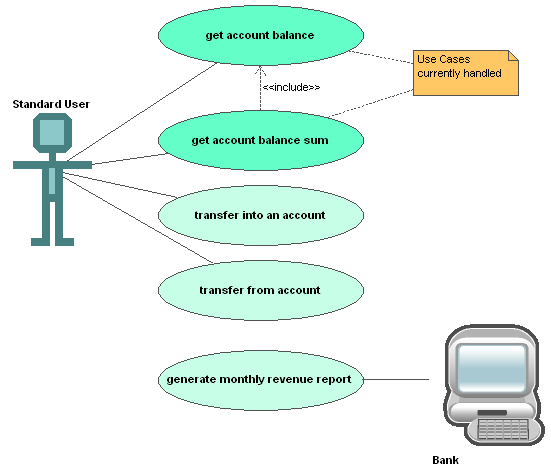 get account balance
Use Cases
currently handled
<<include>>
Standard User
get account balance sum
transfer into an account
transfer from account
generate monthly revenue report
Bank